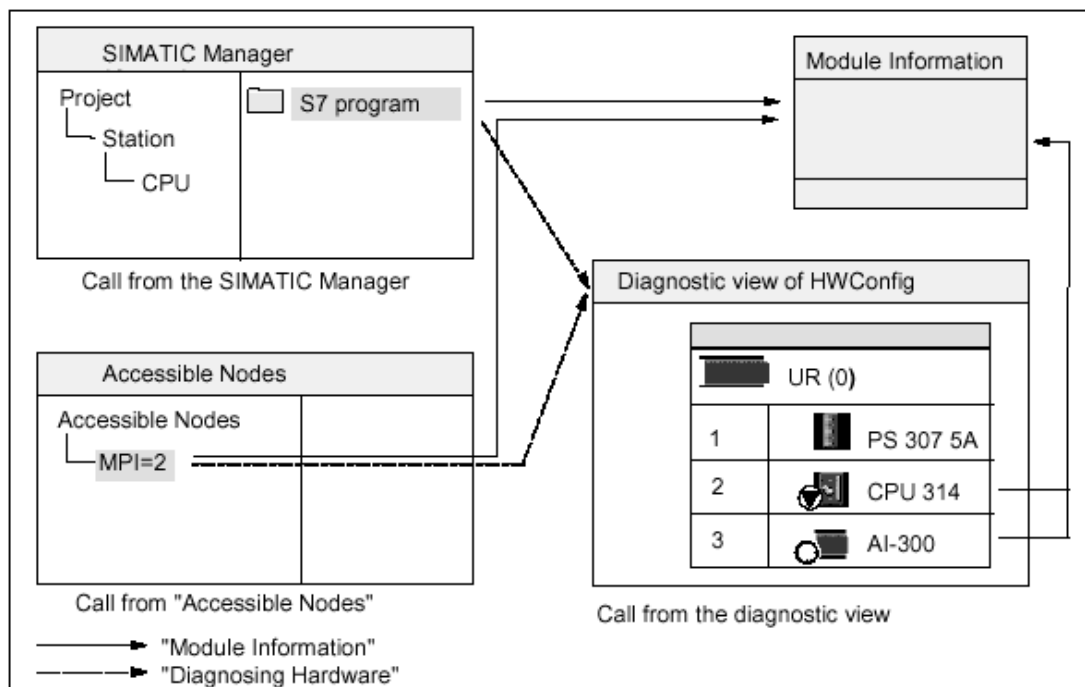 SIMATIC Manager
Project
Station
CPU
S7 program
Call from the SIMATIC Manager
Module Information
Accessible Nodes
Accessible Nodes
MPI=2
Call from "Accessible Nodes"
Diagnostic view of HWConfig
UR (0)
1 PS 307 5A
2 CPU 314
3 AI-300
Call from the diagnostic view
"Module Information"
"Diagnosing Hardware"